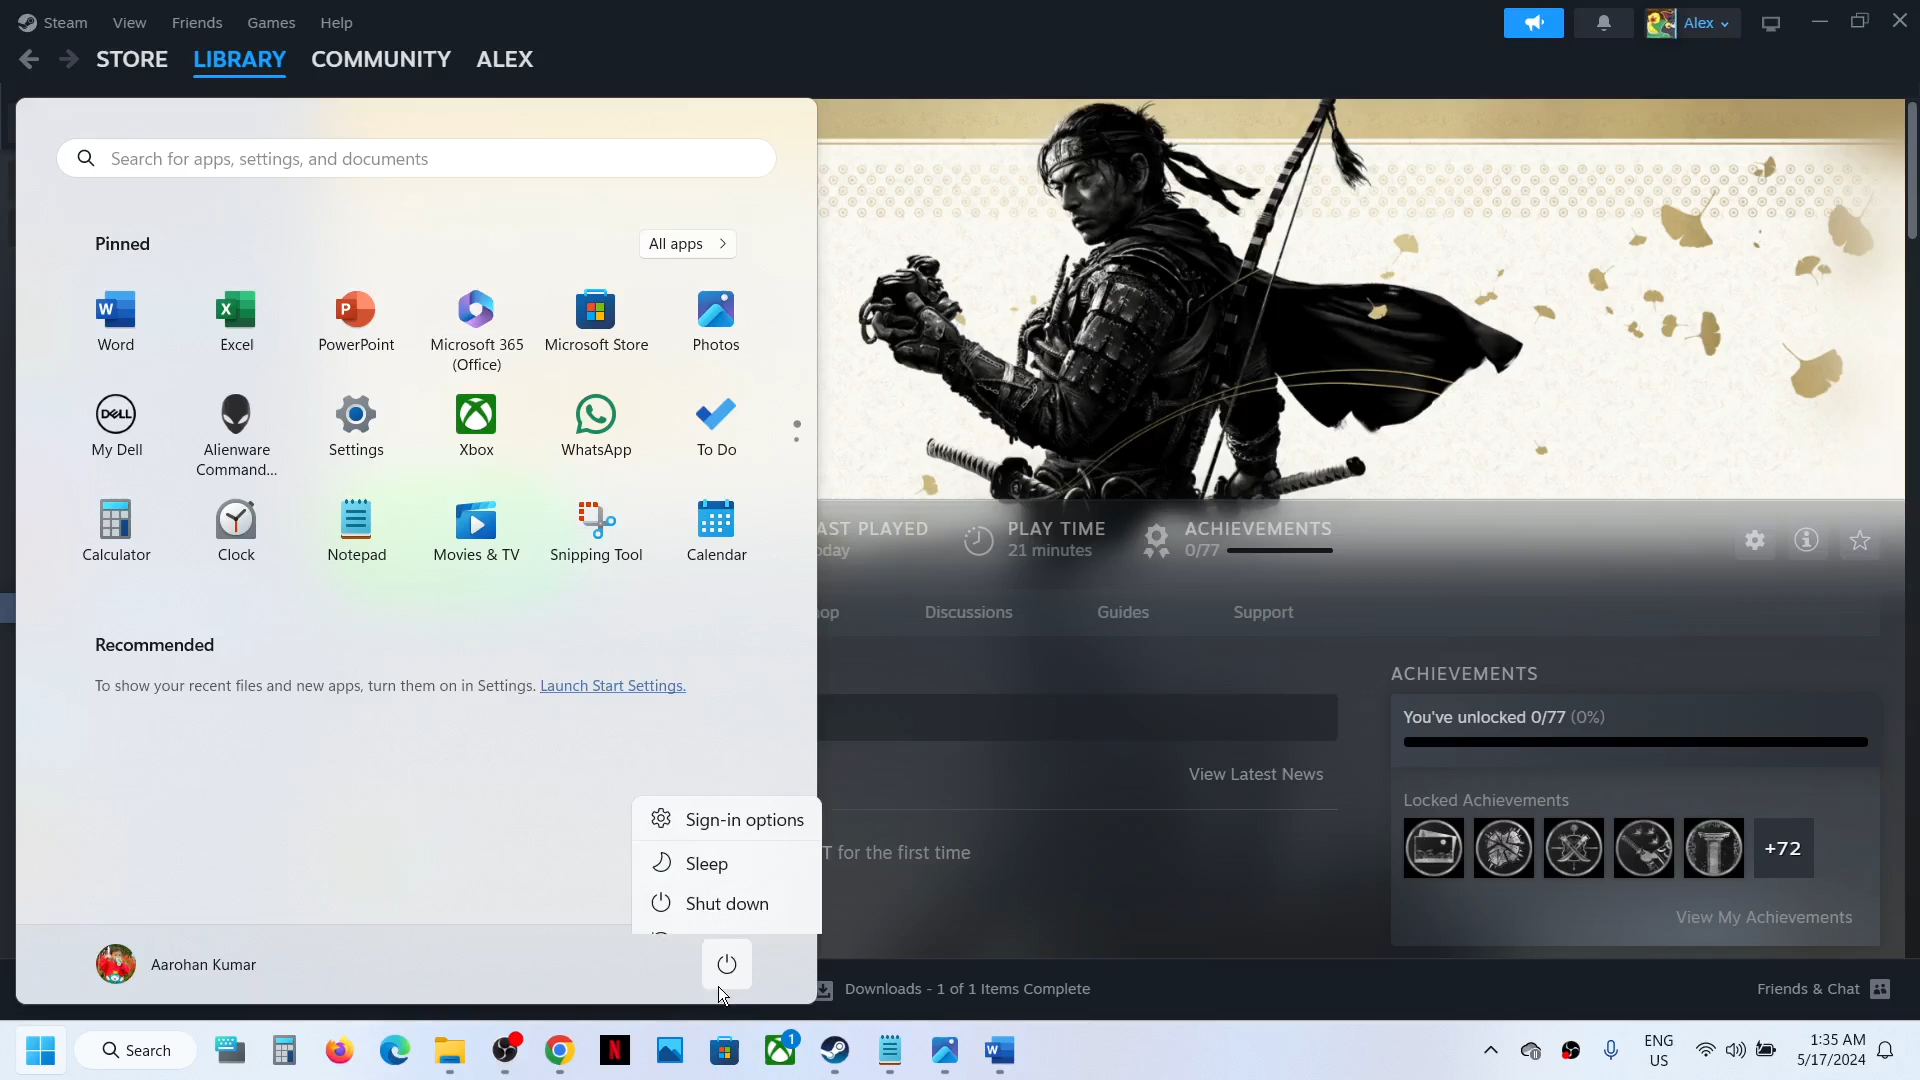 Steam View Friends Games Help
Alex
STORE LIBRARY COMMUNITY ALEX
Search for apps, settings, and documents
Pinned
All apps
Word
Excel
PowerPoint
Microsoft 365
(Office)
Microsoft Store
Photos
DELL
My Dell
Alienware
Command...
Settings
Xbox
WhatsApp
To Do
Calculator
Clock
Notepad
Movies & TV
Snipping Tool
Calendar
Recommended
To show your recent files and new apps, turn them on in Settings. Launch Start Settings.
Sign-in options
Sleep
Shut down
Aarohan Kumar
AST PLAYED
oday
PLAY TIME
21 minutes
ACHIEVEMENTS
0/77
op
Discussions
Guides
Support
View Latest News
T for the first time
ACHIEVEMENTS
You've unlocked 0/77 (0%)
Locked Achievements
+72
View My Achievements
Downloads - 1 of 1 Items Complete
Friends & Chat
Search
1
ENG
US
1:35 AM
5/17/2024